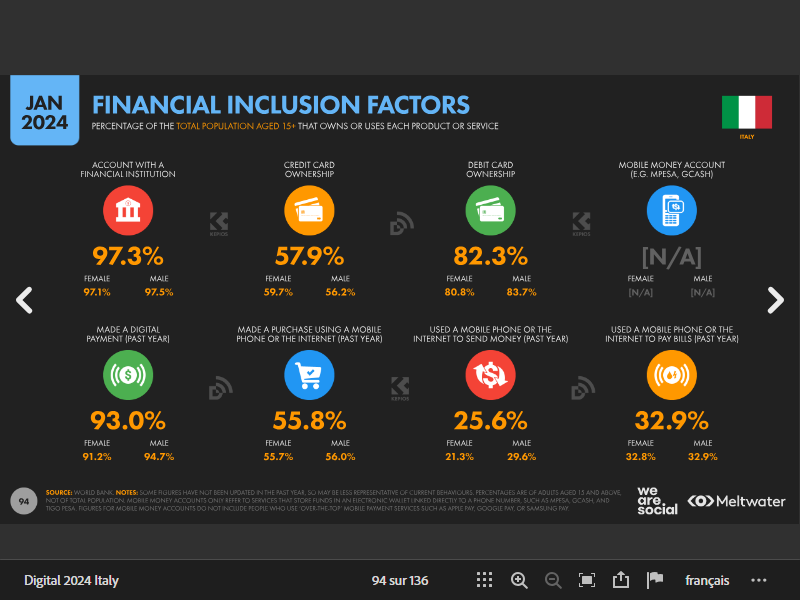 JAN
2024
FINANCIAL INCLUSION FACTORS
PERCENTAGE OF THE TOTAL POPULATION AGED 15+ THAT OWNS OR USES EACH PRODUCT OR SERVICE
ITALY
ACCOUNT WITH A
FINANCIAL INSTITUTION
97.3%
FEMALE MALE
97.1% 97.5%
CREDIT CARD
OWNERSHIP
57.9%
FEMALE MALE
59.7% 56.2%
DEBIT CARD
OWNERSHIP
82.3%
FEMALE MALE
80.8% 83.7%
MOBILE MONEY ACCOUNT
(E.G. MPESA, GCASH)
[N/A]
FEMALE MALE
[N/A] [N/A]
KEPIOS
KEPIOS
MADE A DIGITAL
PAYMENT (PAST YEAR)
93.0%
FEMALE MALE
91.2% 94.7%
MADE A PURCHASE USING A MOBILE
PHONE OR THE INTERNET (PAST YEAR)
55.8%
FEMALE MALE
55.7% 56.0%
USED A MOBILE PHONE OR THE
INTERNET TO SEND MONEY (PAST YEAR)
25.6%
FEMALE MALE
21.3% 29.6%
USED A MOBILE PHONE OR THE
INTERNET TO PAY BILLS (PAST YEAR)
32.9%
FEMALE MALE
32.8% 32.9%
KEPIOS
94
SOURCE: WORLD BANK. NOTES: SOME FIGURES HAVE NOT BEEN UPDATED IN THE PAST YEAR, SO MAY BE LESS REPRESENTATIVE OF CURRENT BEHAVIOURS. PERCENTAGES ARE OF ADULTS AGED 15 AND ABOVE,
NOT OF TOTAL POPULATION. MOBILE MONEY ACCOUNTS ONLY REFER TO SERVICES THAT STORE FUNDS IN AN ELECTRONIC WALLET LINKED DIRECTLY TO A PHONE NUMBER, SUCH AS MPESA, GCASH, AND
TIGO PESA. FIGURES FOR MOBILE MONEY ACCOUNTS DO NOT INCLUDE PEOPLE WHO USE 'OVER-THE-TOP' MOBILE PAYMENT SERVICES SUCH AS APPLE PAY, GOOGLE PAY, OR SAMSUNG PAY.
we
are.
social
Meltwater
Digital 2024 Italy
94 sur 136
français